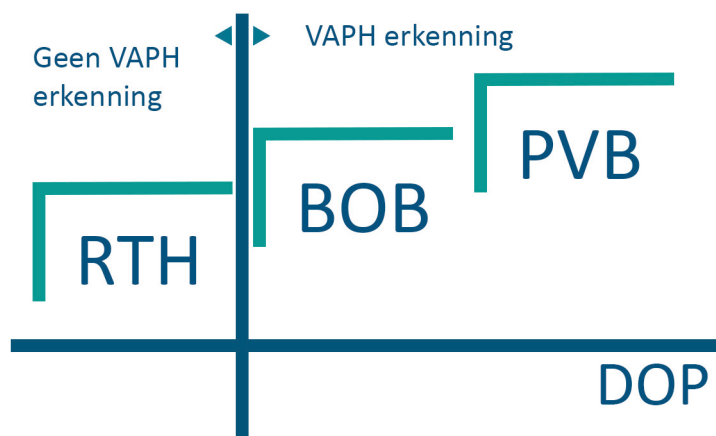 Geen VAPH
erkenning
VAPH erkenning
RTH
BOB
PVB
DOP